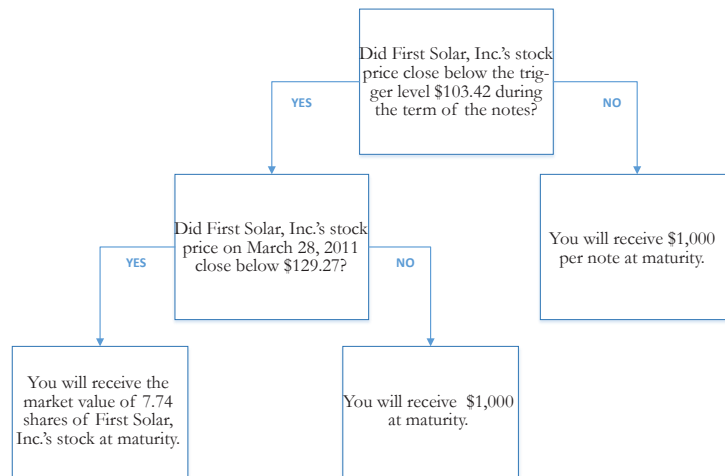 Did First Solar, Inc.'s stock
price close below the trig-
ger level $103.42 during
the term of the notes?
YES
NO
Did First Solar, Inc.'s stock
price on March 28, 2011
close below $129.27?
You will receive $1,000
per note at maturity.
YES
NO
You will receive the
market value of 7.74
shares of First Solar,
Inc.'s stock at maturity.
You will receive $1,000
at maturity.